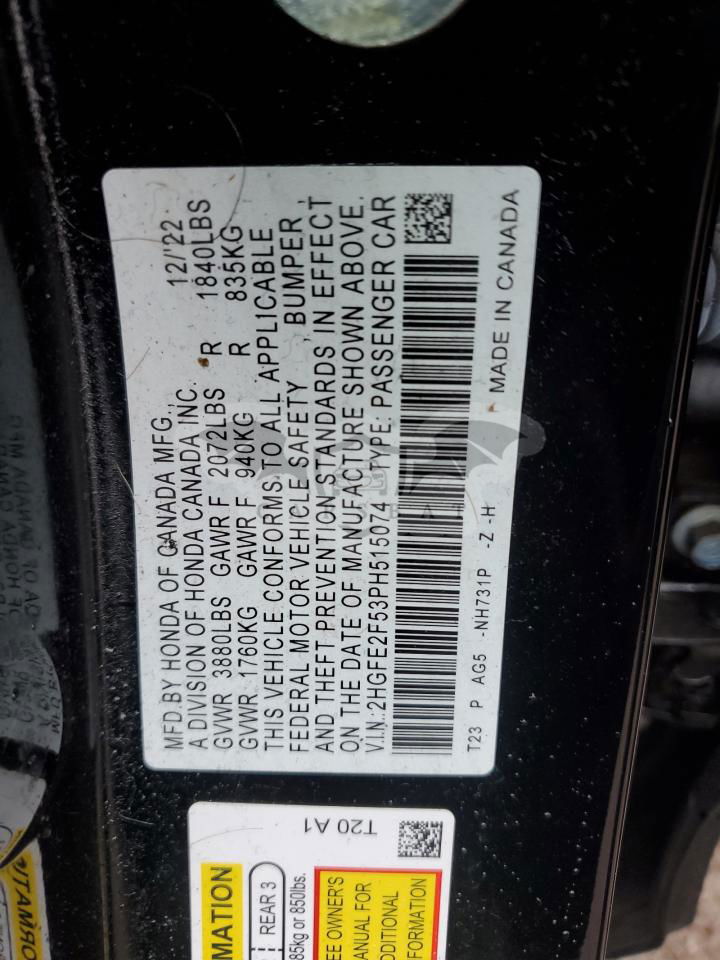 MFD.BY HONDA OF CANADA MFG., 12/'22
A DIVISION OF HONDA CANADA INC.
GVWR 3880LBS GAWR F 2072LBS R 1840LBS
GVWR 1760KG GAWR F 940KG R 835KG
THIS VEHICLE CONFORMS TO ALL APPLICABLE
FEDERAL MOTOR VEHICLE SAFETY, BUMPER,
AND THEFT PREVENTION STANDARDS IN EFFECT
ON THE DATE OF MANUFACTURE SHOWN ABOVE.
V.I.N.:2HGFE2F53PH515074 TYPE: PASSENGER CAR
T23 P AG5 -NH731P -Z -H MADE IN CANADA
T20 A1
MATION
REAR 3
85kg or 850lbs.
EE OWNER'S
ANUAL FOR
ADDITIONAL
FORMATION